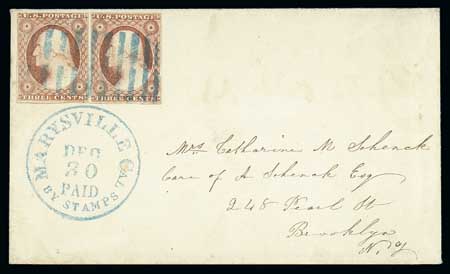 U.S. POSTAGE U.S. POSTAGE
THREE CENTS THREE CENTS
MARYSVILLE CAL.
DEC
30
PAID
BY STAMPS
Mrs Catharine M Schenck
Care of A Schenck Esq
248 Pearl St
Brooklyn
N.Y